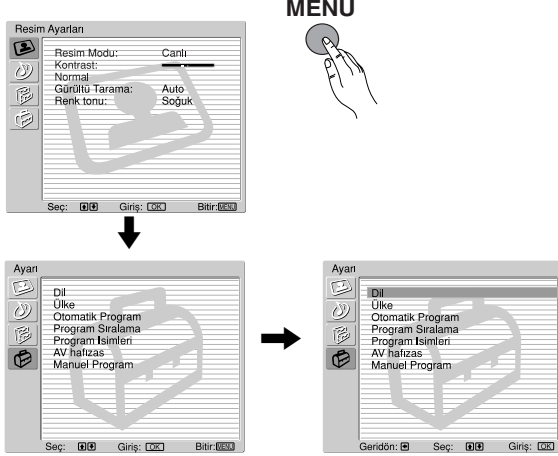 MENU
Resim Ayarları
Resim Modu: Canlı
Kontrast:
Normal
Gürültü Tarama: Auto
Renk tonu: Soğuk
Seç: Giriş: OK Bitir: MENU
Ayarı
Dil
Ülke
Otomatik Program
Program Sıralama
Program İsimleri
AV hafızas
Manuel Program
Seç: Giriş: OK Bitir: MENU
Ayarı
Dil
Ülke
Otomatik Program
Program Sıralama
Program İsimleri
AV hafızas
Manuel Program
Geridön: Seç: Giriş: OK